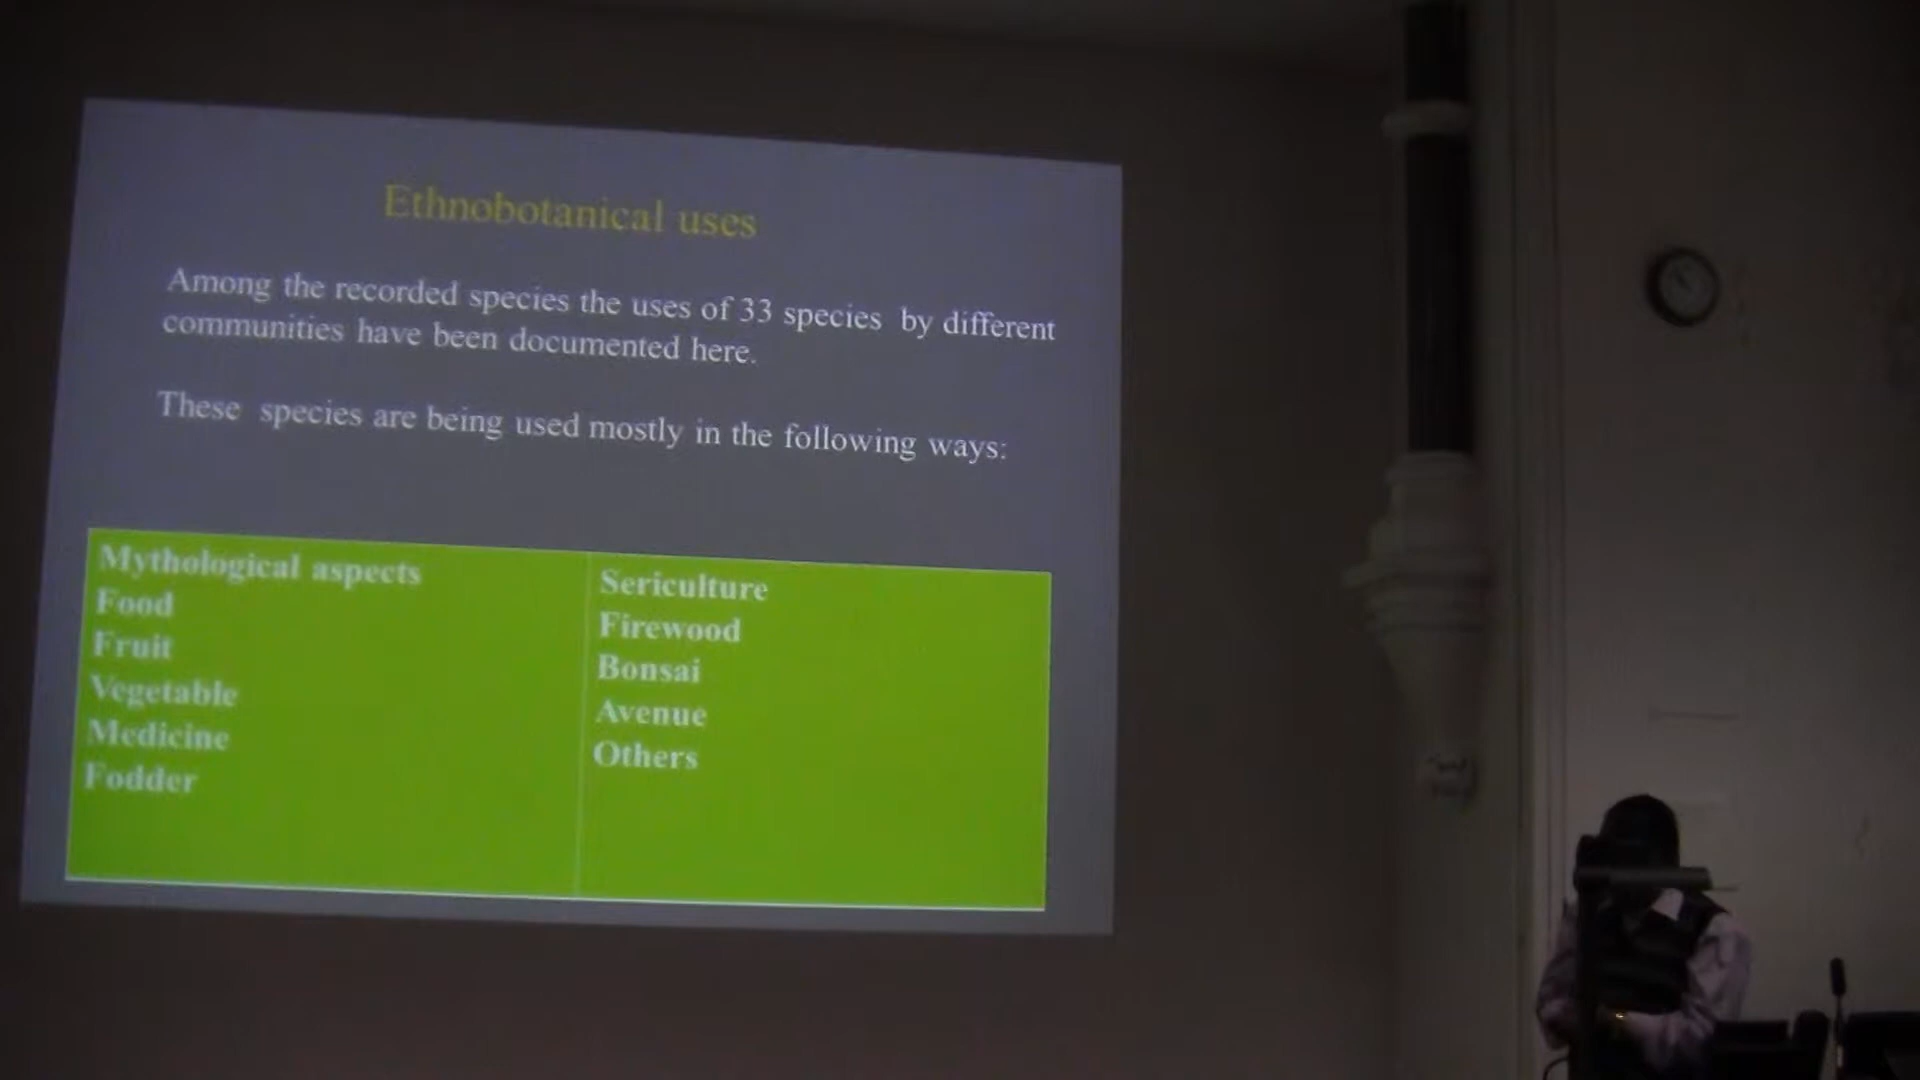 Ethnobotanical uses
Among the recorded species the uses of 33 species by different
communities have been documented here.
These species are being used mostly in the following ways:
Mythological aspects
Food
Fruit
Vegetable
Medicine
Fodder
Sericulture
Firewood
Bonsai
Avenue
Others